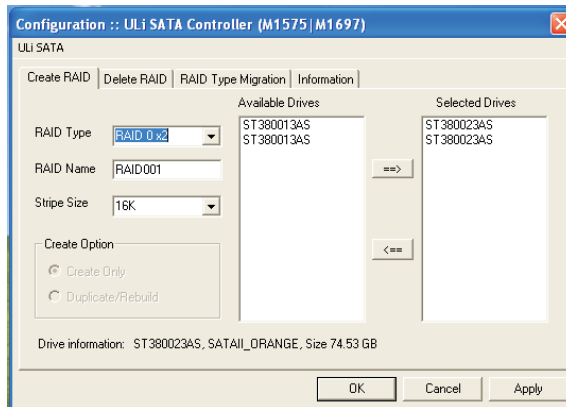 Configuration :: ULi SATA Controller (M1575|M1697)
ULi SATA
Create RAID Delete RAID RAID Type Migration Information
Available Drives
Selected Drives
RAID Type RAID 0 x2
RAID Name RAID001
Stripe Size 16K
ST380013AS
ST380013AS
==>
<==
ST380023AS
ST380023AS
Create Option
Create Only
Duplicate/Rebuild
Drive information: ST380023AS, SATAII_ORANGE, Size 74.53 GB
OK Cancel Apply